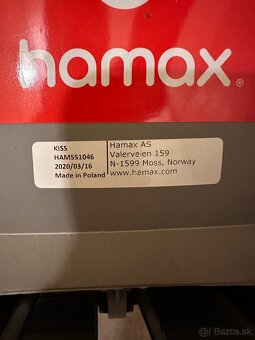 hamax®
KISS
HAM551046
2020/03/16
Made in Poland
Hamax AS
Valerveien 159
N-1599 Moss, Norway
www.hamax.com
Bazos.sk